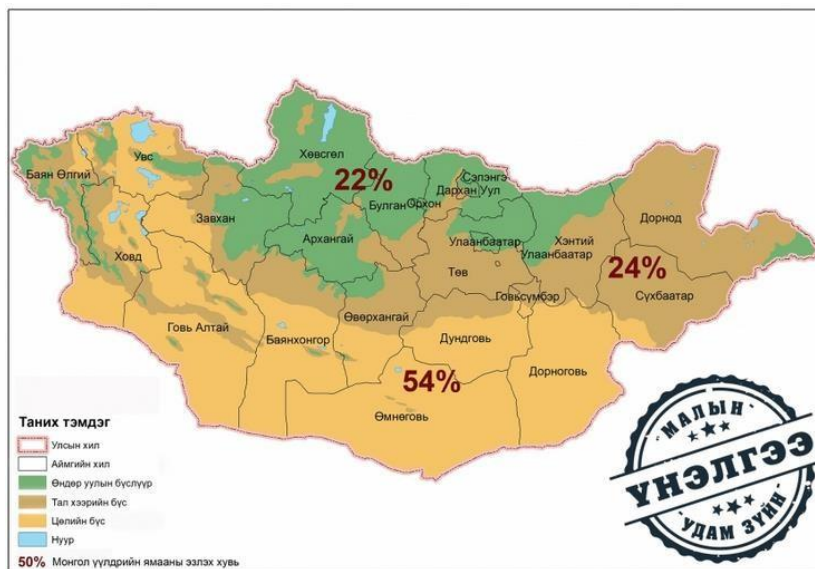 Хөвсгөл
Увс
Баян Өлгий
22%
Сэлэнгэ
Дархан Уул
Орхон
Булган
Завхан
Дорнод
Архангай
Улаанбаатар
Хэнтий
Улаанбаатар
Ховд
Төв
24%
Говьсүмбэр
Сүхбаатар
Өвөрхангай
Говь Алтай
Баянхонгор
Дундговь
54%
Дорноговь
Өмнөговь
Таних тэмдэг
Улсын хил
Аймгийн хил
Өндөр уулын бүслүүр
Тал хээрийн бүс
Цөлийн бүс
Нуур
50% Монгол үүлдрийн ямааны эзлэх хувь
МАЛЫН
ҮНЭЛГЭЭ
УДАМ ЗҮЙН